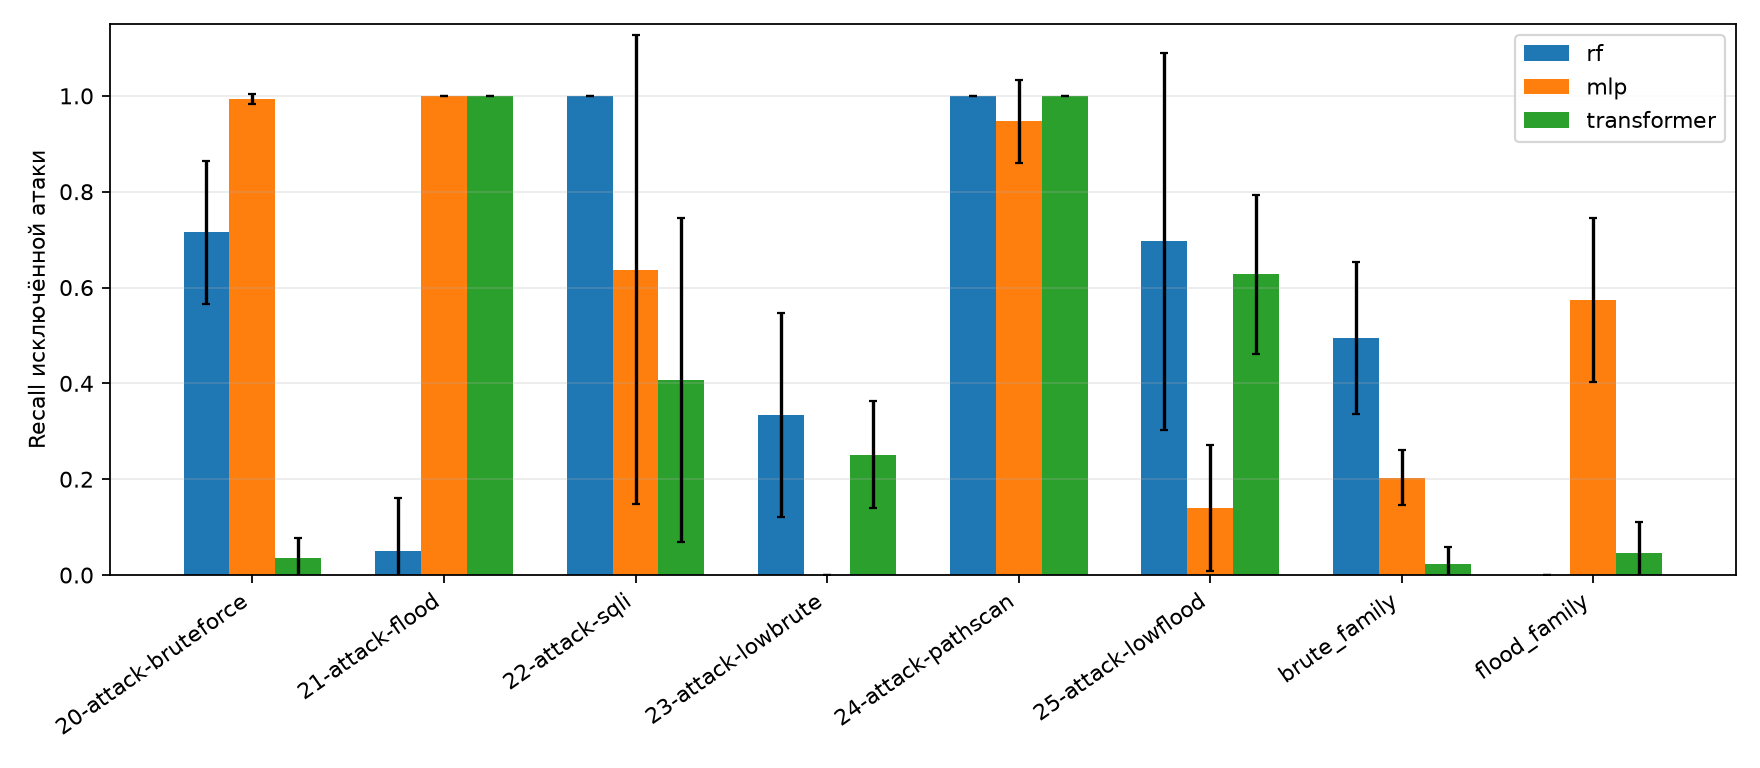 rf
mlp
transformer
Recall исключённой атаки
1.0
0.8
0.6
0.4
0.2
0.0
20-attack-bruteforce
21-attack-flood
22-attack-sqli
23-attack-lowbrute
24-attack-pathscan
25-attack-lowflood
brute_family
flood_family